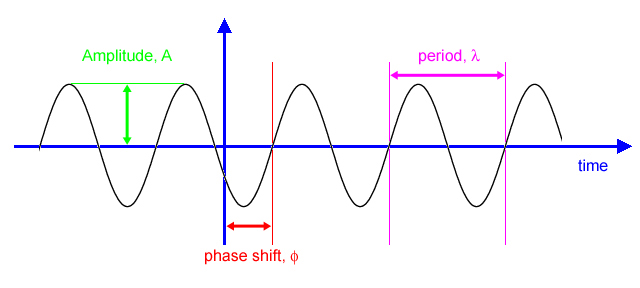 Amplitude, A
period, λ
time
phase shift, ϕ